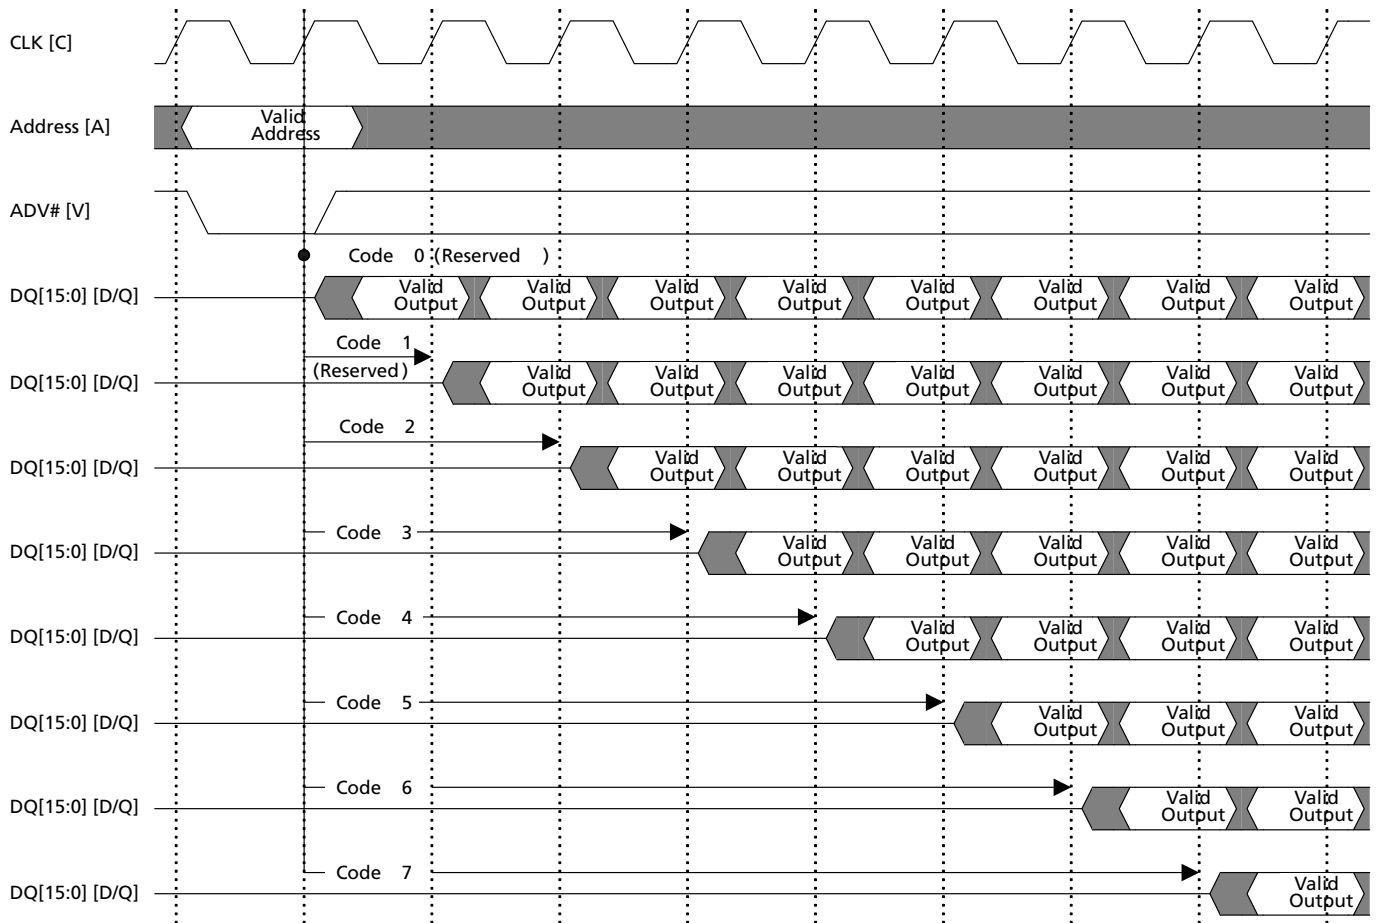 CLK [C]
Address [A]
Valid
Address
ADV# [V]
Code 0 (Reserved )
DQ[15:0] [D/Q]
Valid Valid Valid Valid Valid Valid Valid Valid
Output Output Output Output Output Output Output Output
Code 1
(Reserved)
DQ[15:0] [D/Q]
Valid Valid Valid Valid Valid Valid Valid
Output Output Output Output Output Output Output
Code 2
DQ[15:0] [D/Q]
Valid Valid Valid Valid Valid Valid
Output Output Output Output Output Output
Code 3
DQ[15:0] [D/Q]
Valid Valid Valid Valid Valid
Output Output Output Output Output
Code 4
DQ[15:0] [D/Q]
Valid Valid Valid Valid
Output Output Output Output
Code 5
DQ[15:0] [D/Q]
Valid Valid Valid
Output Output Output
Code 6
DQ[15:0] [D/Q]
Valid Valid
Output Output
Code 7
DQ[15:0] [D/Q]
Valid
Output